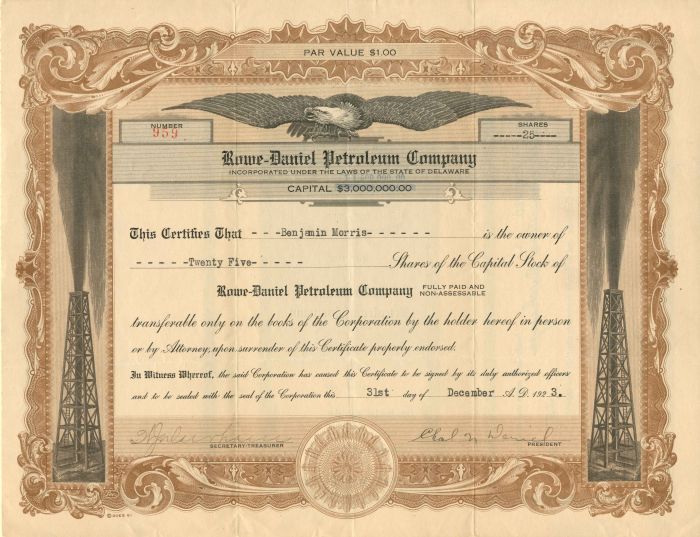 PAR VALUE $1.00
NUMBER
959
SHARES
-----25----
Rowe-Daniel Petroleum Company
INCORPORATED UNDER THE LAWS OF THE STATE OF DELAWARE
CAPITAL $3,000,000.00
This Certifies That - - -Benjamin Morris- - - - - - - is the owner of
- - - - -Twenty Five- - - - - Shares of the Capital Stock of
Rowe-Daniel Petroleum Company FULLY PAID AND NON-ASSESSABLE
transferable only on the books of the Corporation by the holder hereof in person
or by Attorney, upon surrender of this Certificate properly endorsed.
In Witness Whereof, the said Corporation has caused this Certificate to be signed by its duly authorized officers
and to be sealed with the seal of the Corporation this 31st day of December A. D. 1923.
SECRETARY-TREASURER
PRESIDENT